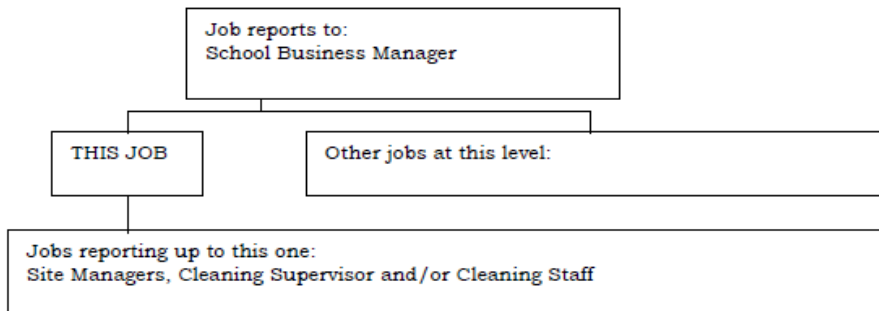 Job reports to:
School Business Manager
THIS JOB
Other jobs at this level:
Jobs reporting up to this one:
Site Managers, Cleaning Supervisor and/or Cleaning Staff